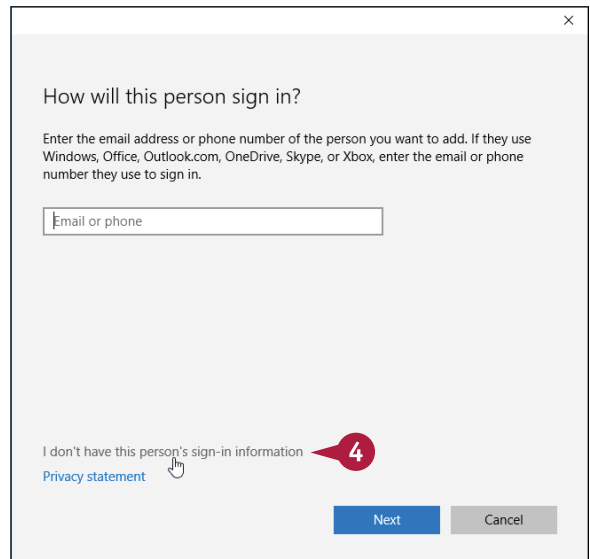 How will this person sign in?
Enter the email address or phone number of the person you want to add. If they use
Windows, Office, Outlook.com, OneDrive, Skype, or Xbox, enter the email or phone
number they use to sign in.
Email or phone
I don't have this person's sign-in information
4
Privacy statement
Next
Cancel